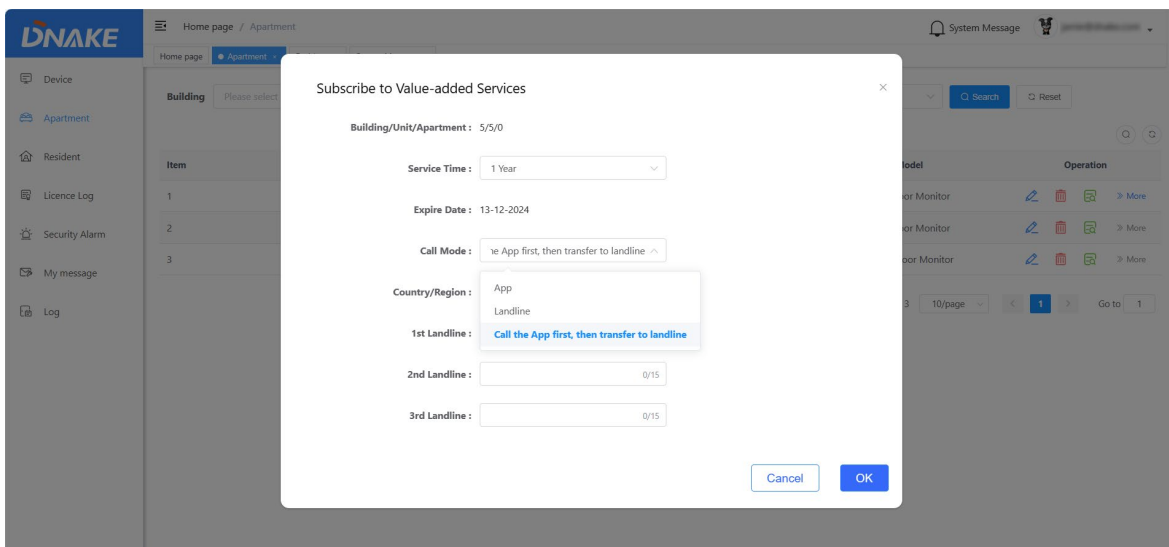 DNAKE
Home page / Apartment
System Message
Home page
Apartment ×
Device
Apartment
Resident
Licence Log
Security Alarm
My message
Log
Building Please select
Search
Reset
Subscribe to Value-added Services
Building/Unit/Apartment : 5/5/0
Service Time : 1 Year
Expire Date : 13-12-2024
Call Mode : App first, then transfer to landline
App
Landline
Call the App first, then transfer to landline
Country/Region :
1st Landline :
2nd Landline : 0/15
3rd Landline : 0/15
Cancel OK
Item Operation
1 Monitor » More
2 Monitor » More
3 Monitor » More
3 10/page < 1 > Go to 1